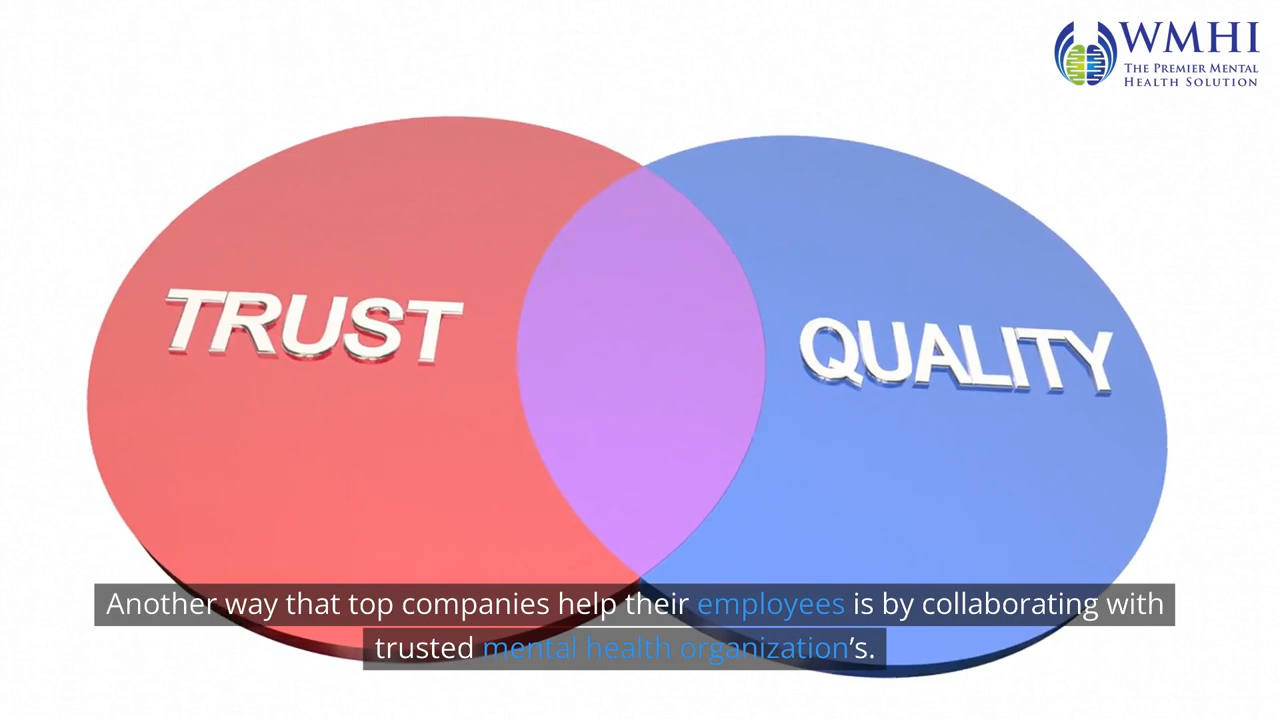 WMHI
THE PREMIER MENTAL
HEALTH SOLUTION
TRUST
QUALITY
Another way that top companies help their employees is by collaborating with
trusted mental health organization’s.